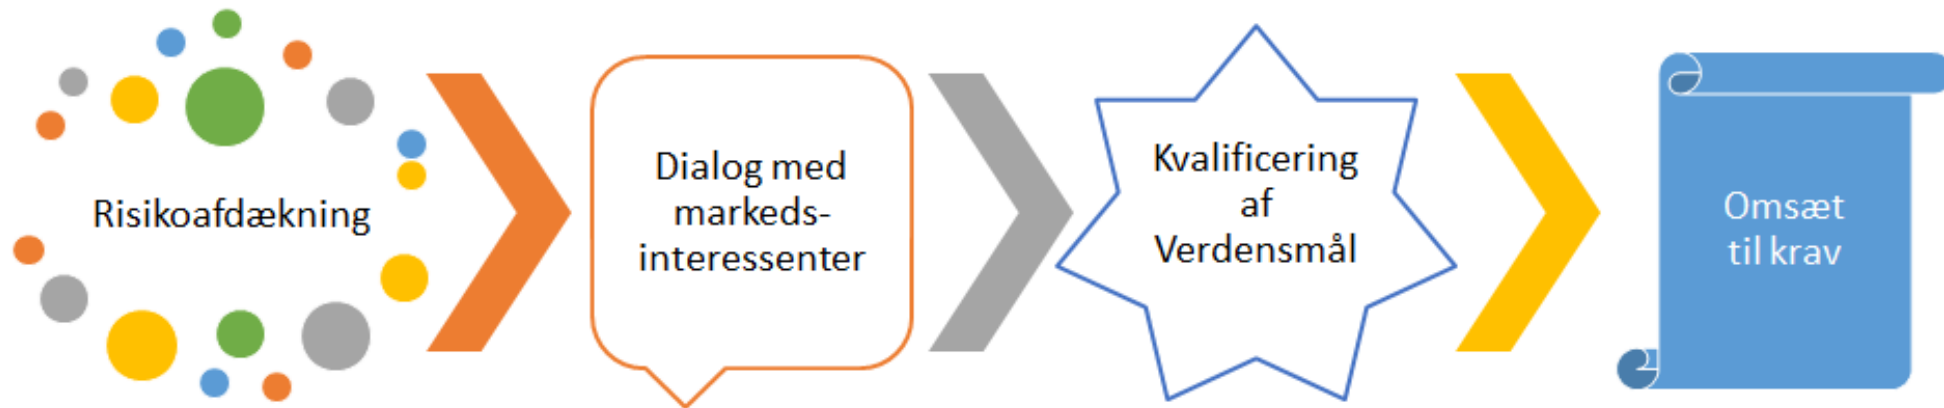 Risikoafdækning
Dialog med
markeds-
interessenter
Kvalificering
af
Verdensmål
Omsæt
til krav